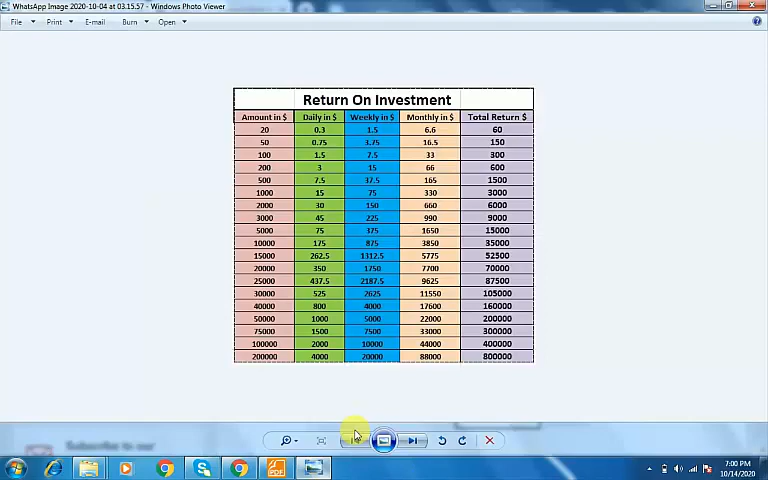 WhatsApp Image 2020-10-04 at 03.15.57 - Windows Photo Viewer
File Print E-mail Burn Open
Return On Investment
Amount in $ Daily in $ Weekly in $ Monthly in $ Total Return $
20 0.3 1.5 6.6 60
50 0.75 3.75 16.5 150
100 1.5 7.5 33 300
200 3 15 66 600
500 7.5 37.5 165 1500
1000 15 75 330 3000
2000 30 150 660 6000
3000 45 225 990 9000
5000 75 375 1650 15000
10000 175 875 3850 35000
15000 262.5 1312.5 5775 52500
20000 350 1750 7700 70000
25000 437.5 2187.5 9625 87500
30000 525 2625 11550 105000
40000 800 4000 17600 160000
50000 1000 5000 22000 200000
75000 1500 7500 33000 300000
100000 2000 10000 44000 400000
200000 4000 20000 88000 800000
Subscribe to our
PDF
7:00 PM
10/14/2020